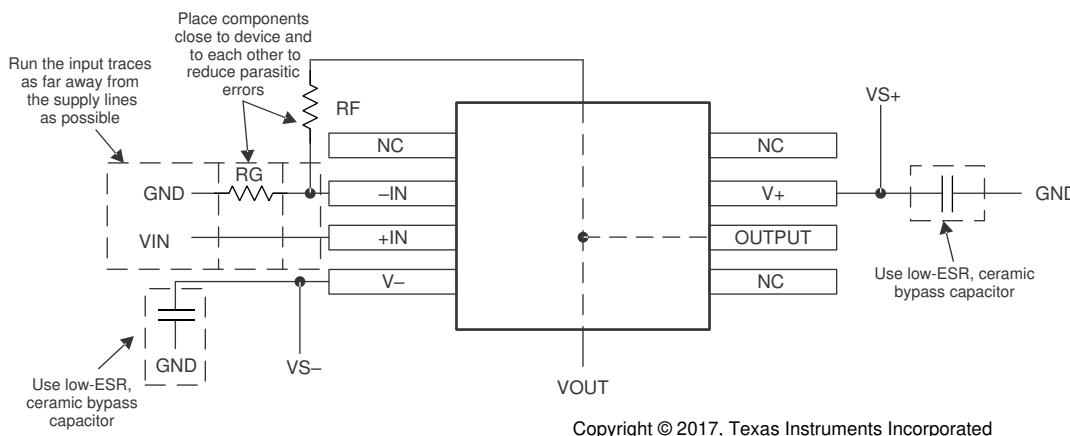 Place components
close to device and
to each other to
reduce parasitic
errors
Run the input traces
as far away from
the supply lines
as possible
RF
VS+
NC
NC
RG
GND
–IN
V+
GND
VIN
+IN
OUTPUT
V–
NC
Use low-ESR, ceramic
bypass capacitor
GND
VS–
Use low-ESR,
ceramic bypass
capacitor
VOUT
Copyright © 2017, Texas Instruments Incorporated